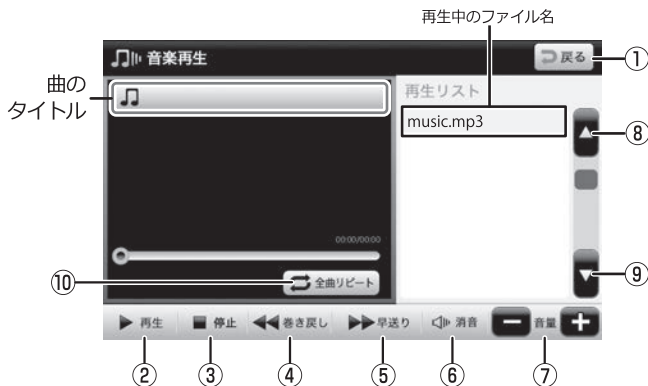 再生中のファイル名
音楽再生
戻る
①
曲の
タイトル
再生リスト
music.mp3
⑧
00:00/00:00
⑩
全曲リピート
⑨
再生
停止
巻き戻し
早送り
消音
音量
②
③
④
⑤
⑥
⑦